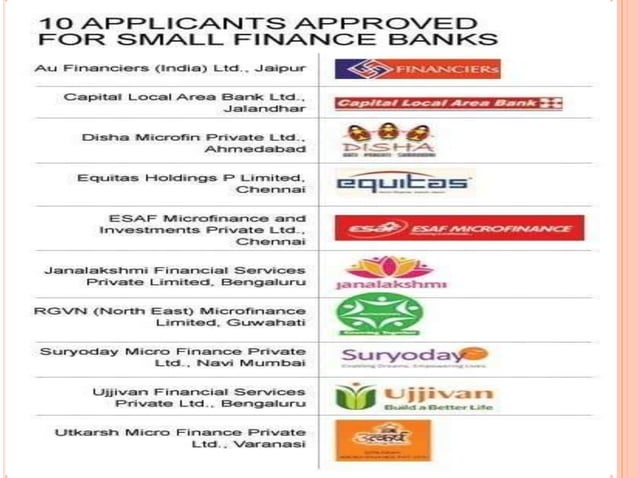 10 APPLICANTS APPROVED
FOR SMALL FINANCE BANKS
Au Financiers (India) Ltd., Jaipur
FINANCIERs
Capital Local Area Bank Ltd.,
Jalandhar
Capital Local Area Bank
Disha Microfin Private Ltd.,
Ahmedabad
DISHA
Equitas Holdings P Limited,
Chennai
equitas
ESAF Microfinance and
Investments Private Ltd.,
Chennai
ESAF ESAF MICROFINANCE
Janalakshmi Financial Services
Private Limited, Bengaluru
janalakshmi
RGVN (North East) Microfinance
Limited, Guwahati
Suryoday Micro Finance Private
Ltd., Navi Mumbai
Suryoday
Enabling Dreams, Empowering Lives.
Ujjivan Financial Services
Private Ltd., Bengaluru
Ujjivan
Build a Better Life
Utkarsh Micro Finance Private
Ltd., Varanasi
उत्कर्ष